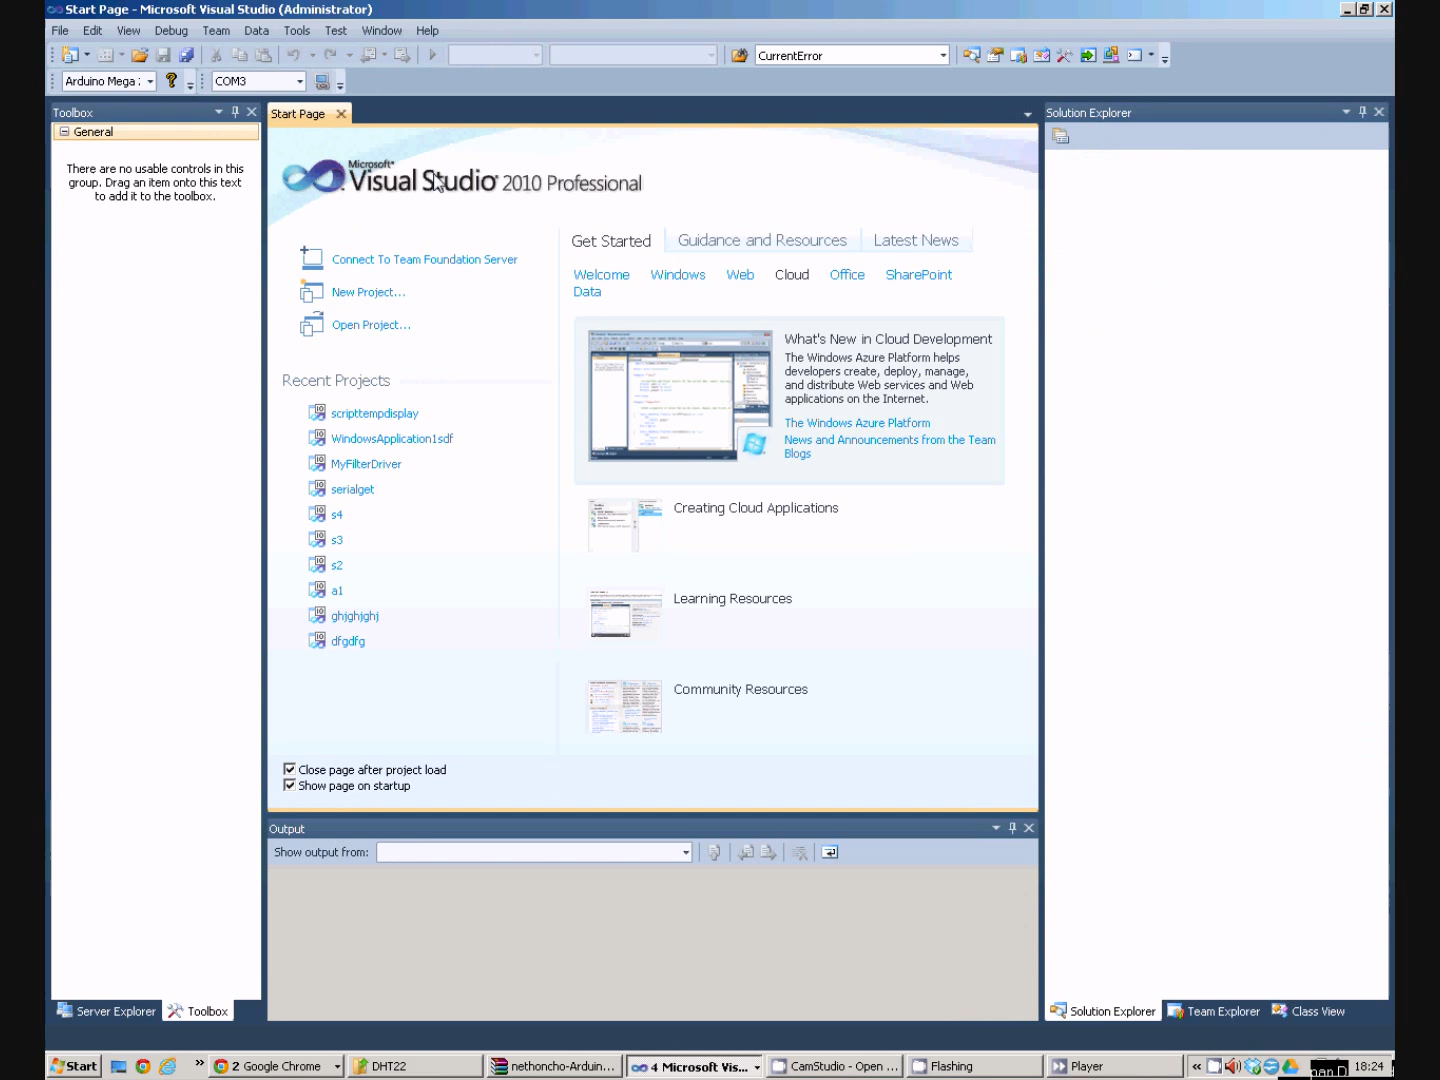 Start Page - Microsoft Visual Studio (Administrator)
File Edit View Debug Team Data Tools Test Window Help
CurrentError
Arduino Mega : COM3
Toolbox
General
There are no usable controls in this
group. Drag an item onto this text
to add it to the toolbox.
Start Page
Microsoft
Visual Studio 2010 Professional
Connect To Team Foundation Server
New Project...
Open Project...
Recent Projects
scripttempdisplay
WindowsApplication1sdf
MyFilterDriver
serialget
s4
s3
s2
a1
ghjghjghj
dfgdfg
Close page after project load
Show page on startup
Get Started Guidance and Resources Latest News
Welcome Windows Web Cloud Office SharePoint
Data
What's New in Cloud Development
The Windows Azure Platform helps
developers create, deploy, manage,
and distribute Web services and Web
applications on the Internet.
The Windows Azure Platform
News and Announcements from the Team
Blogs
Creating Cloud Applications
Learning Resources
Community Resources
Output
Show output from:
Solution Explorer
Server Explorer Toolbox
Solution Explorer Team Explorer Class View
Start » 2 Google Chrome DHT22 nethoncho-Arduin... 4 Microsoft Vis... CamStudio - Open ... Flashing Player « 18:24